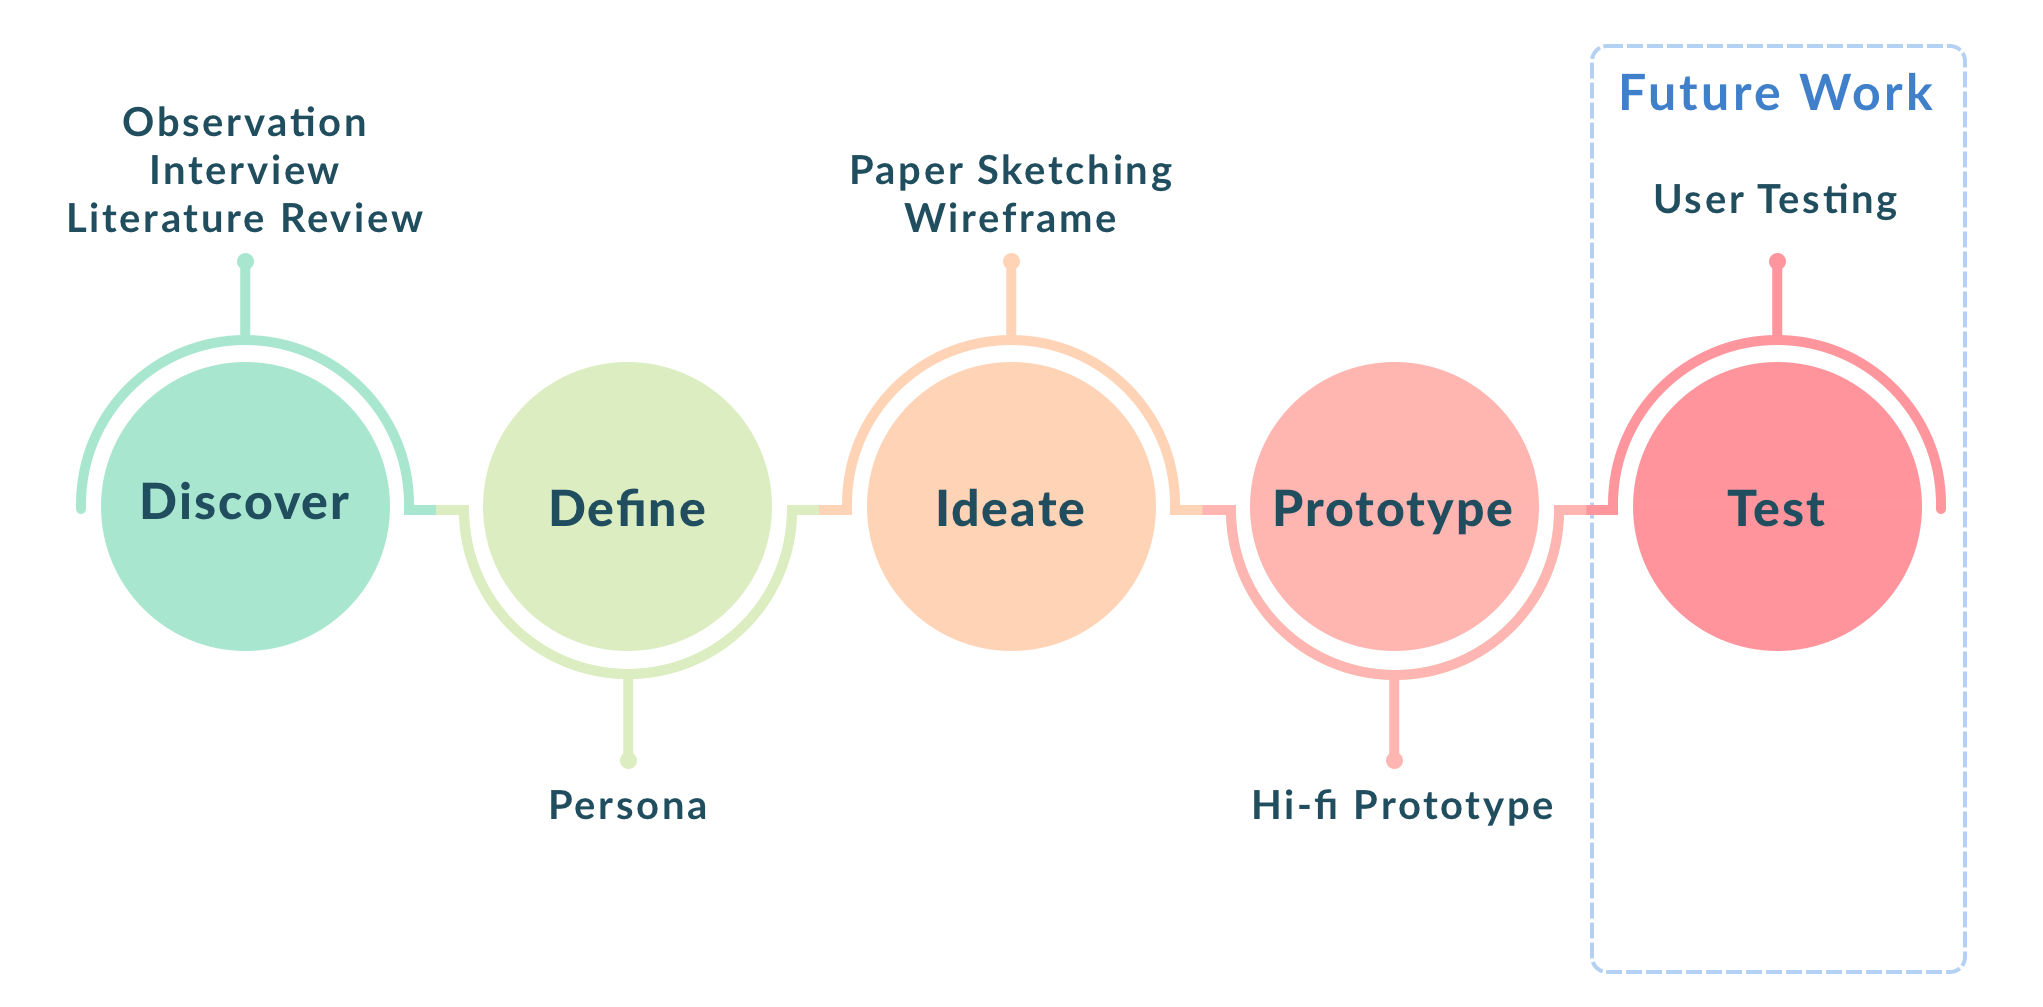 Future Work
Observation
Interview
Literature Review
Paper Sketching
Wireframe
User Testing
Discover
Define
Ideate
Prototype
Test
Persona
Hi-fi Prototype